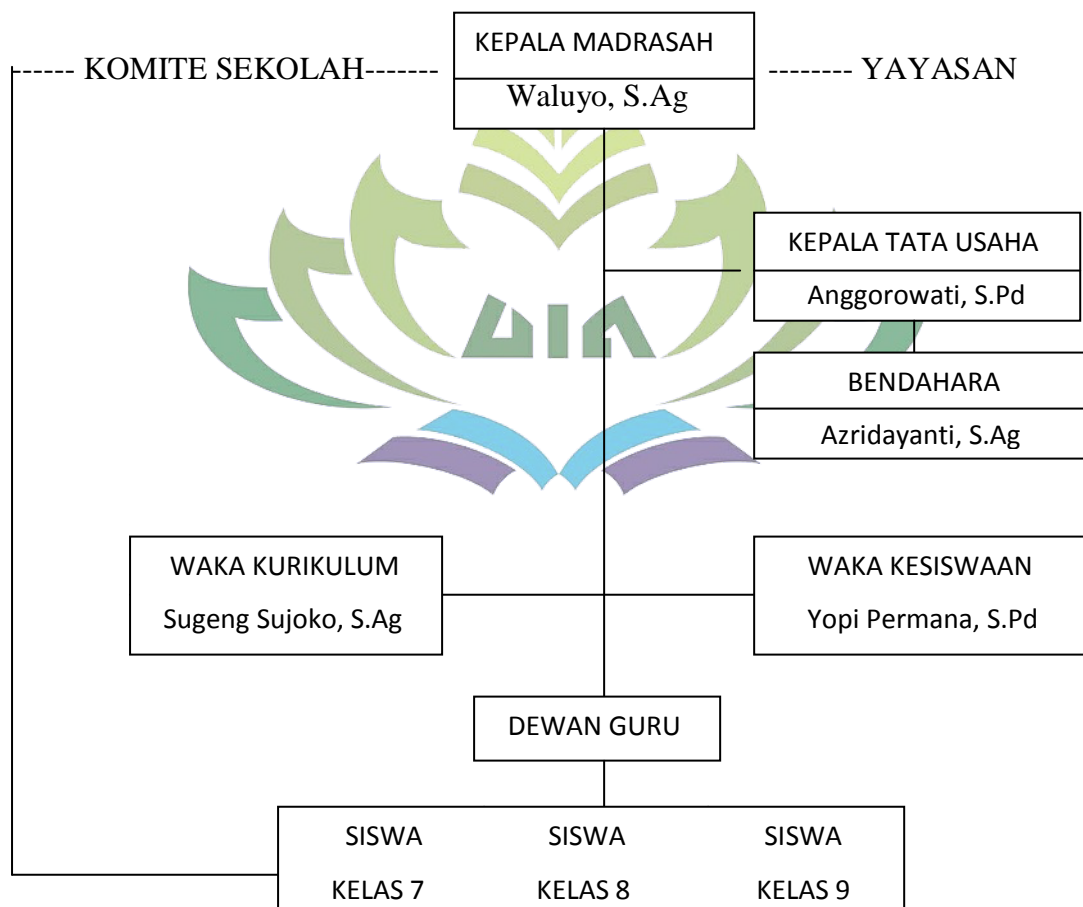 KEPALA MADRASAH
------ KOMITE SEKOLAH------- -------- YAYASAN
Waluyo, S.Ag
KEPALA TATA USAHA
Anggorowati, S.Pd
BENDAHARA
Azridayanti, S.Ag
WAKA KURIKULUM
Sugeng Sujoko, S.Ag
WAKA KESISWAAN
Yopi Permana, S.Pd
DEWAN GURU
SISWA SISWA SISWA
KELAS 7 KELAS 8 KELAS 9